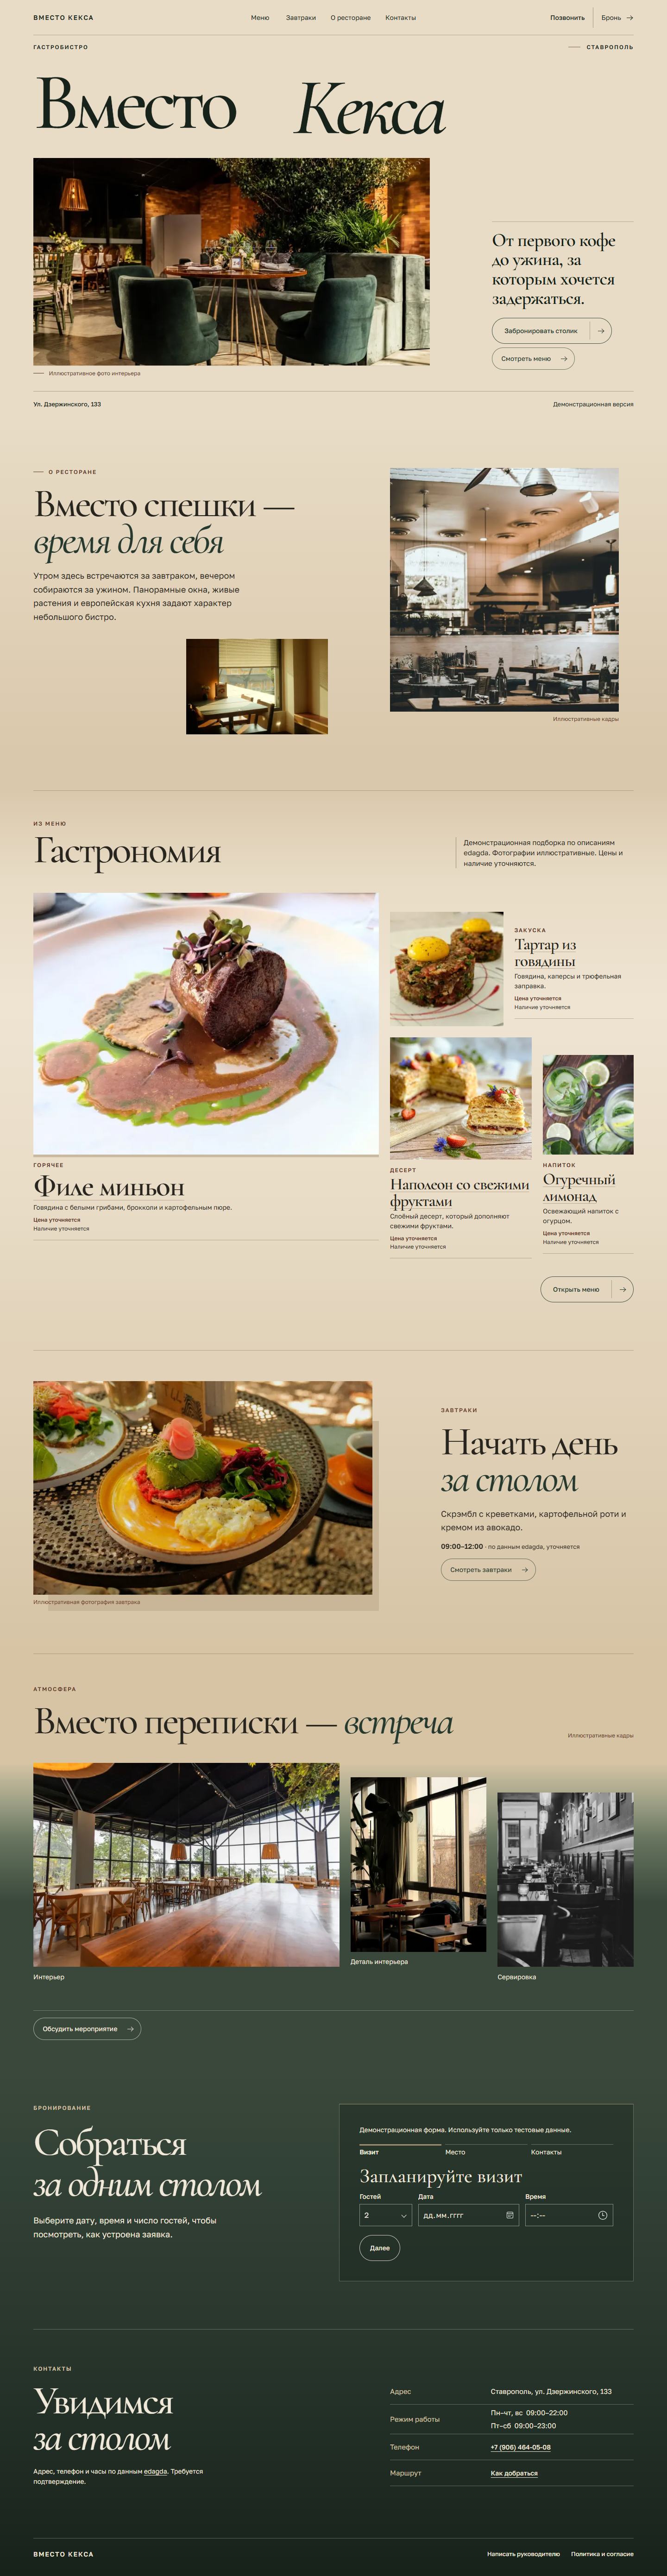 ВМЕСТО КЕКСА
Меню Завтраки О ресторане Контакты
Позвонить Бронь →
ГАСТРОБИСТРО
СТАВРОПОЛЬ
Вместо Кекса
От первого кофе
до ужина, за
которым хочется
задержаться.
Забронировать столик →
Смотреть меню →
Иллюстративное фото интерьера
Ул. Дзержинского, 133
Демонстрационная версия
О РЕСТОРАНЕ
Вместо спешки —
время для себя
Утром здесь встречаются за завтраком, вечером
собираются за ужином. Панорамные окна, живые
растения и европейская кухня задают характер
небольшого бистро.
Иллюстративные кадры
ИЗ МЕНЮ
Гастрономия
Демонстрационная подборка по описаниям
edagda. Фотографии иллюстративные. Цены и
наличие уточняются.
ГОРЯЧЕЕ
Филе миньон
Говядина с белыми грибами, брокколи и картофельным пюре.
Цена уточняется
Наличие уточняется
ЗАКУСКА
Тартар из
говядины
Говядина, каперсы и трюфельная
заправка.
Цена уточняется
Наличие уточняется
ДЕСЕРТ
Наполеон со свежими
фруктами
Слоёный десерт, который дополняют
свежими фруктами.
Цена уточняется
Наличие уточняется
НАПИТОК
Огуречный
лимонад
Освежающий напиток с
огурцом.
Цена уточняется
Наличие уточняется
Открыть меню →
Иллюстративная фотография завтрака
ЗАВТРАКИ
Начать день
за столом
Скрэмбл с креветками, картофельной роти и
кремом из авокадо.
09:00–12:00 · по данным edagda, уточняется
Смотреть завтраки →
АТМОСФЕРА
Вместо переписки — встреча
Иллюстративные кадры
Интерьер
Деталь интерьера
Сервировка
Обсудить мероприятие →
БРОНИРОВАНИЕ
Собраться
за одним столом
Выберите дату, время и число гостей, чтобы
посмотреть, как устроена заявка.
Демонстрационная форма. Используйте только тестовые данные.
Визит Место Контакты
Запланируйте визит
Гостей Дата Время
2 дд.мм.гггг --:--
Далее
КОНТАКТЫ
Увидимся
за столом
Адрес, телефон и часы по данным edagda. Требуется
подтверждение.
Адрес Ставрополь, ул. Дзержинского, 133
Режим работы Пн–чт, вс 09:00–22:00
Пт–сб 09:00–23:00
Телефон +7 (906) 464-05-08
Маршрут Как добраться
ВМЕСТО КЕКСА
Написать руководителю Политика и согласие